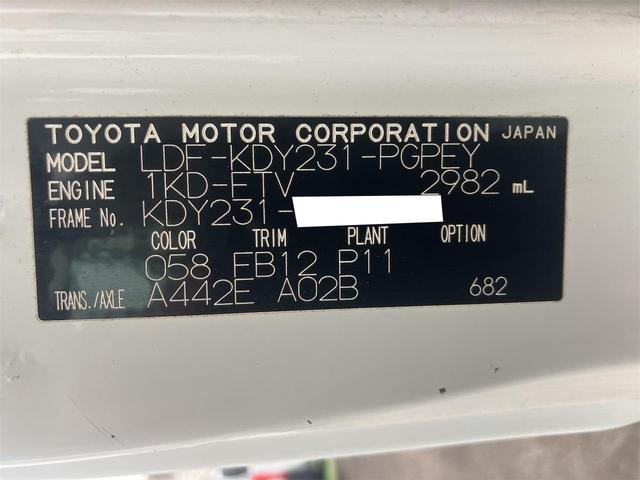 TOYOTA MOTOR CORPORATION JAPAN
MODEL LDF-KDY231-PGPEY
ENGINE 1KD-FTV 2982 mL
FRAME No. KDY231-
COLOR TRIM PLANT OPTION
058 FB12 P11
TRANS./AXLE A442E A02B 682